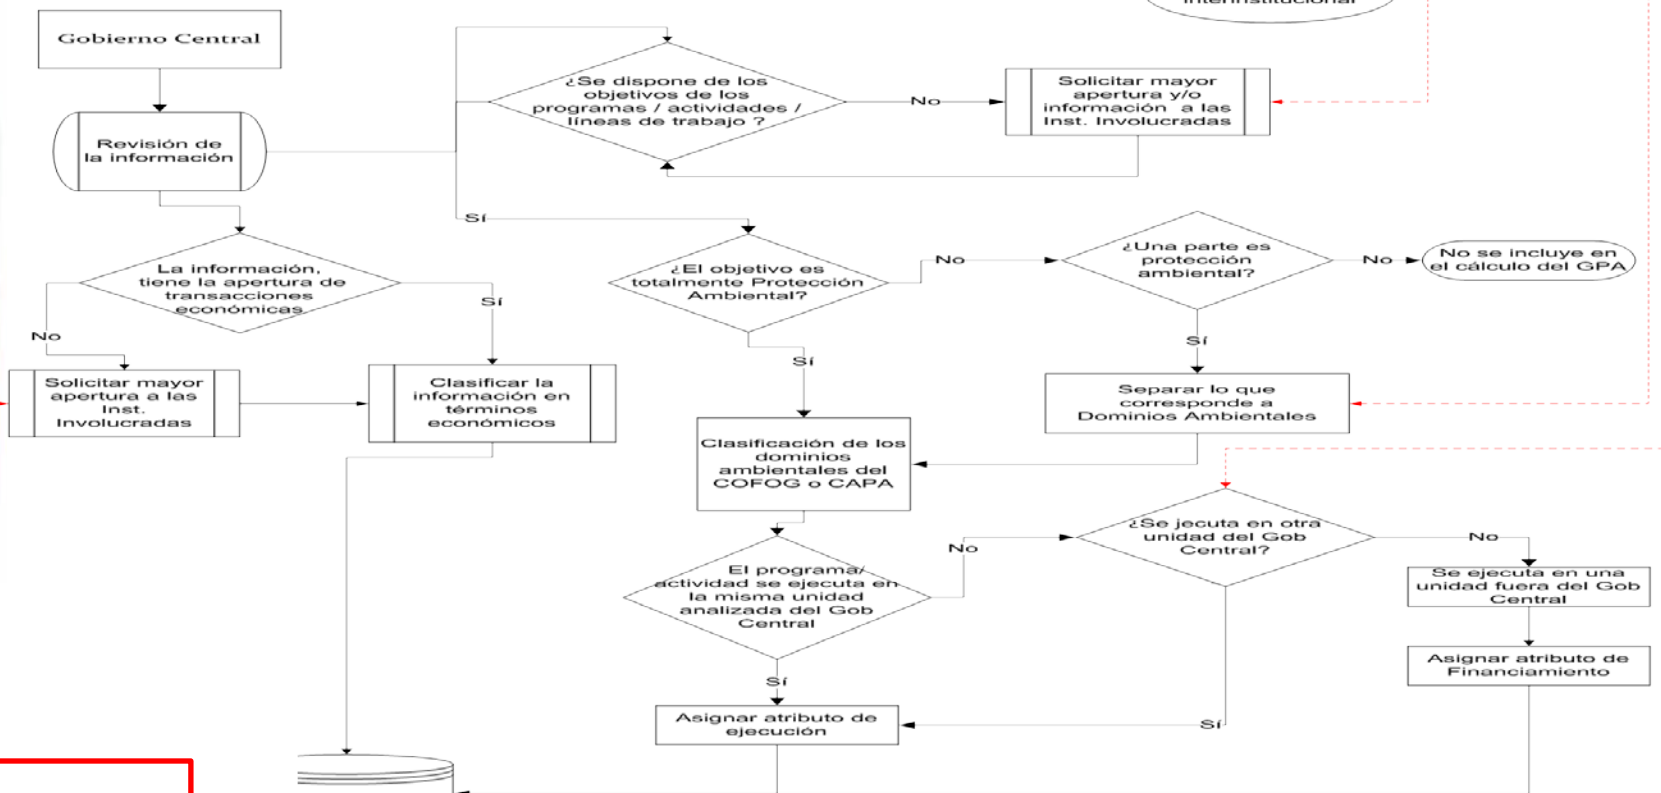 interinstitucional
Gobierno Central
¿Se dispone de los
objetivos de los
programas / actividades /
líneas de trabajo ?
No
Solicitar mayor
apertura y/o
información a las
Inst. Involucradas
Revisión de
la información
Sí
La información,
tiene la apertura de
transacciones
económicas
Sí
No
¿El objetivo es
totalmente Protección
Ambiental?
No
¿Una parte es
protección
ambiental?
No
No se incluye en
el cálculo del GPA
Sí
Sí
Solicitar mayor
apertura a las
Inst.
Involucradas
Clasificar la
información en
términos
económicos
Separar lo que
corresponde a
Dominios Ambientales
Clasificación de los
dominios
ambientales del
COFOG o CAPA
El programa/
actividad se ejecuta en
la misma unidad
analizada del Gob
Central
No
¿Se jecuta en otra
unidad del Gob
Central?
No
Se ejecuta en una
unidad fuera del Gob
Central
Asignar atributo de
Financiamiento
Sí
Asignar atributo de
ejecución
Sí